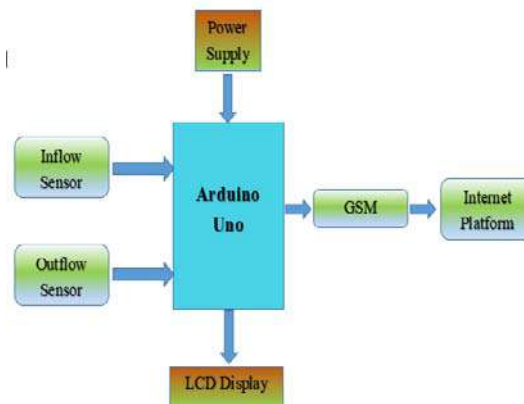 Power
Supply
Inflow
Sensor
Arduino
Uno
GSM
Internet
Platform
Outflow
Sensor
LCD Display